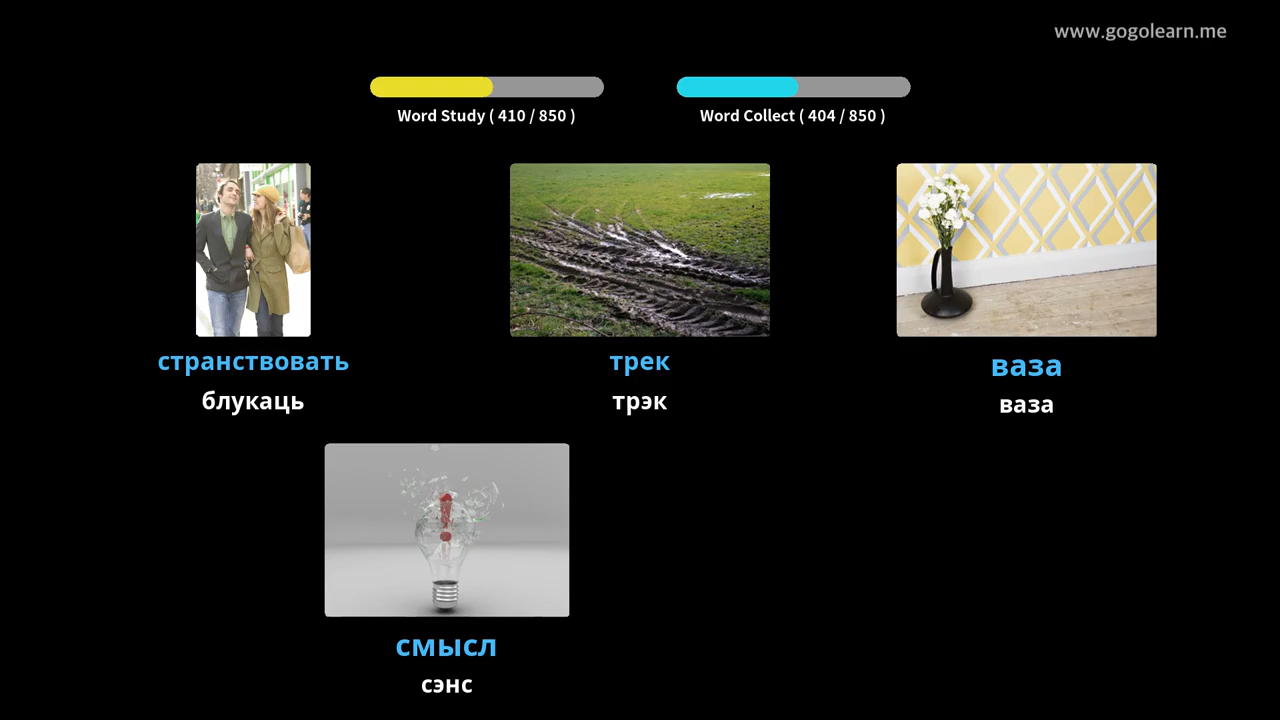 www.gogolearn.me
Word Study ( 410 / 850 )
Word Collect ( 404 / 850 )
странствовать
блукаць
трек
трэк
ваза
ваза
смысл
сэнс